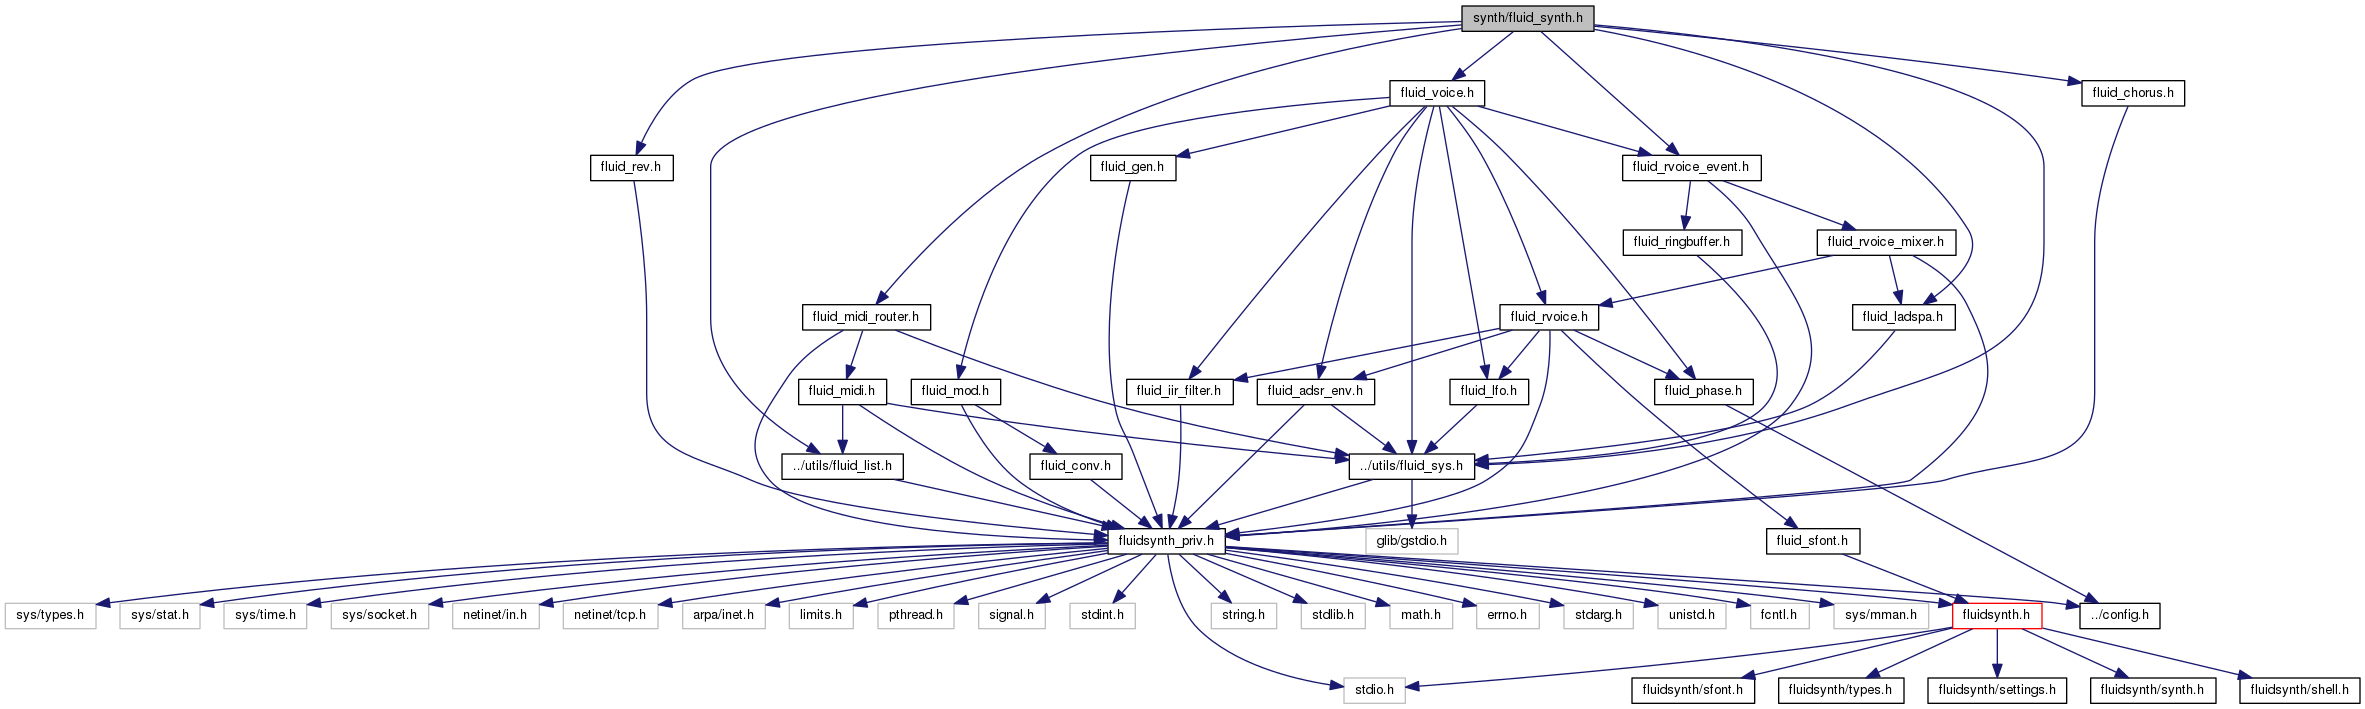 synth/fluid_synth.h
fluid_voice.h
fluid_chorus.h
fluid_rev.h
fluid_gen.h
fluid_rvoice_event.h
fluid_ringbuffer.h
fluid_rvoice_mixer.h
fluid_midi_router.h
fluid_rvoice.h
fluid_ladspa.h
fluid_midi.h
fluid_mod.h
fluid_iir_filter.h
fluid_adsr_env.h
fluid_lfo.h
fluid_phase.h
../utils/fluid_list.h
fluid_conv.h
../utils/fluid_sys.h
fluidsynth_priv.h
glib/gstdio.h
fluid_sfont.h
sys/types.h
sys/stat.h
sys/time.h
sys/socket.h
netinet/in.h
netinet/tcp.h
arpa/inet.h
limits.h
pthread.h
signal.h
stdint.h
string.h
stdlib.h
math.h
errno.h
stdarg.h
unistd.h
fcntl.h
sys/mman.h
fluidsynth.h
../config.h
stdio.h
fluidsynth/sfont.h
fluidsynth/types.h
fluidsynth/settings.h
fluidsynth/synth.h
fluidsynth/shell.h